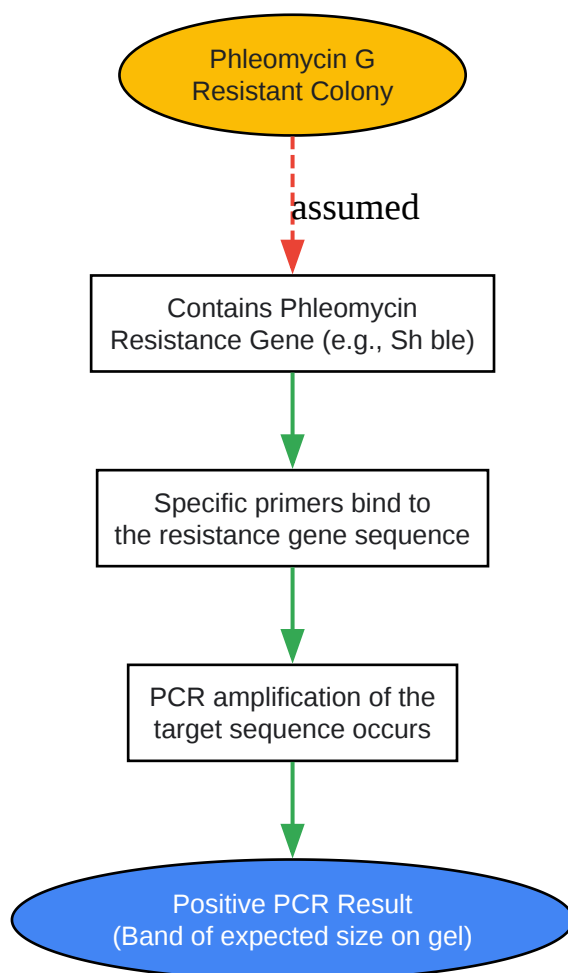 Phleomycin G
Resistant Colony
assumed
Contains Phleomycin
Resistance Gene (e.g., Sh ble)
Specific primers bind to
the resistance gene sequence
PCR amplification of the
target sequence occurs
Positive PCR Result
(Band of expected size on gel)